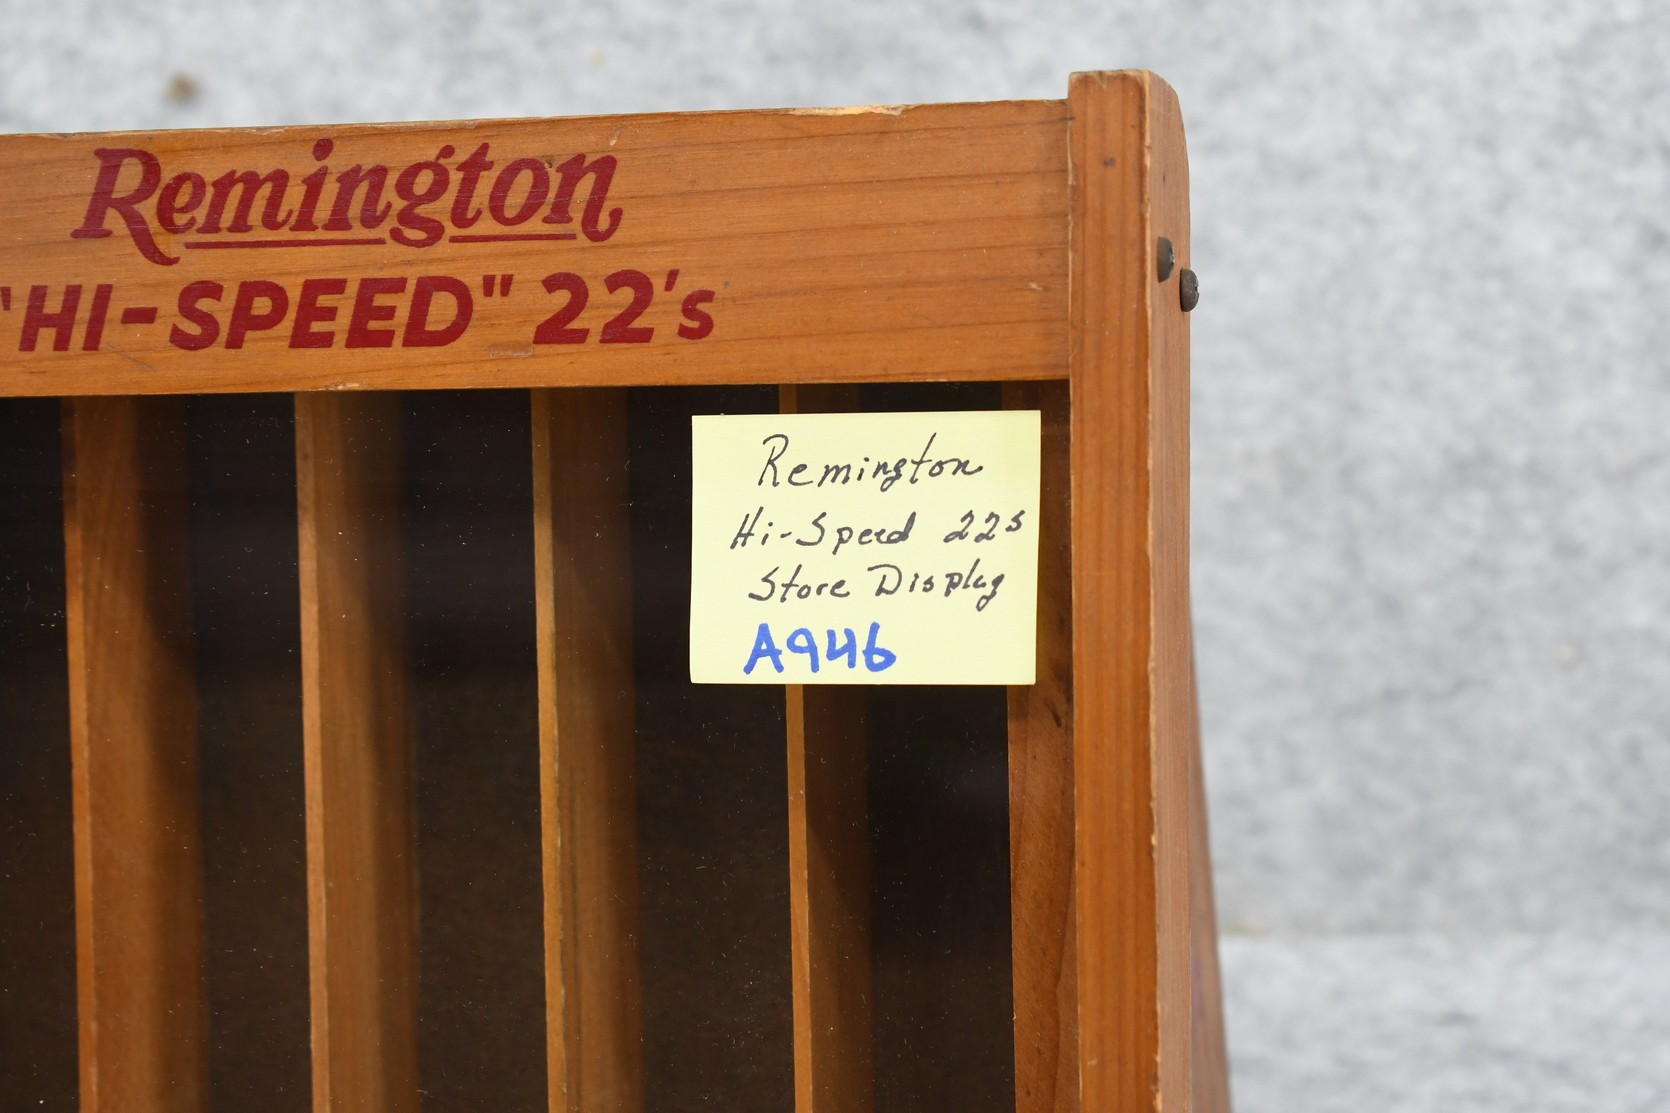 Remington
"HI-SPEED" 22's
Remington
Hi-Speed 22s
Store Display
A946